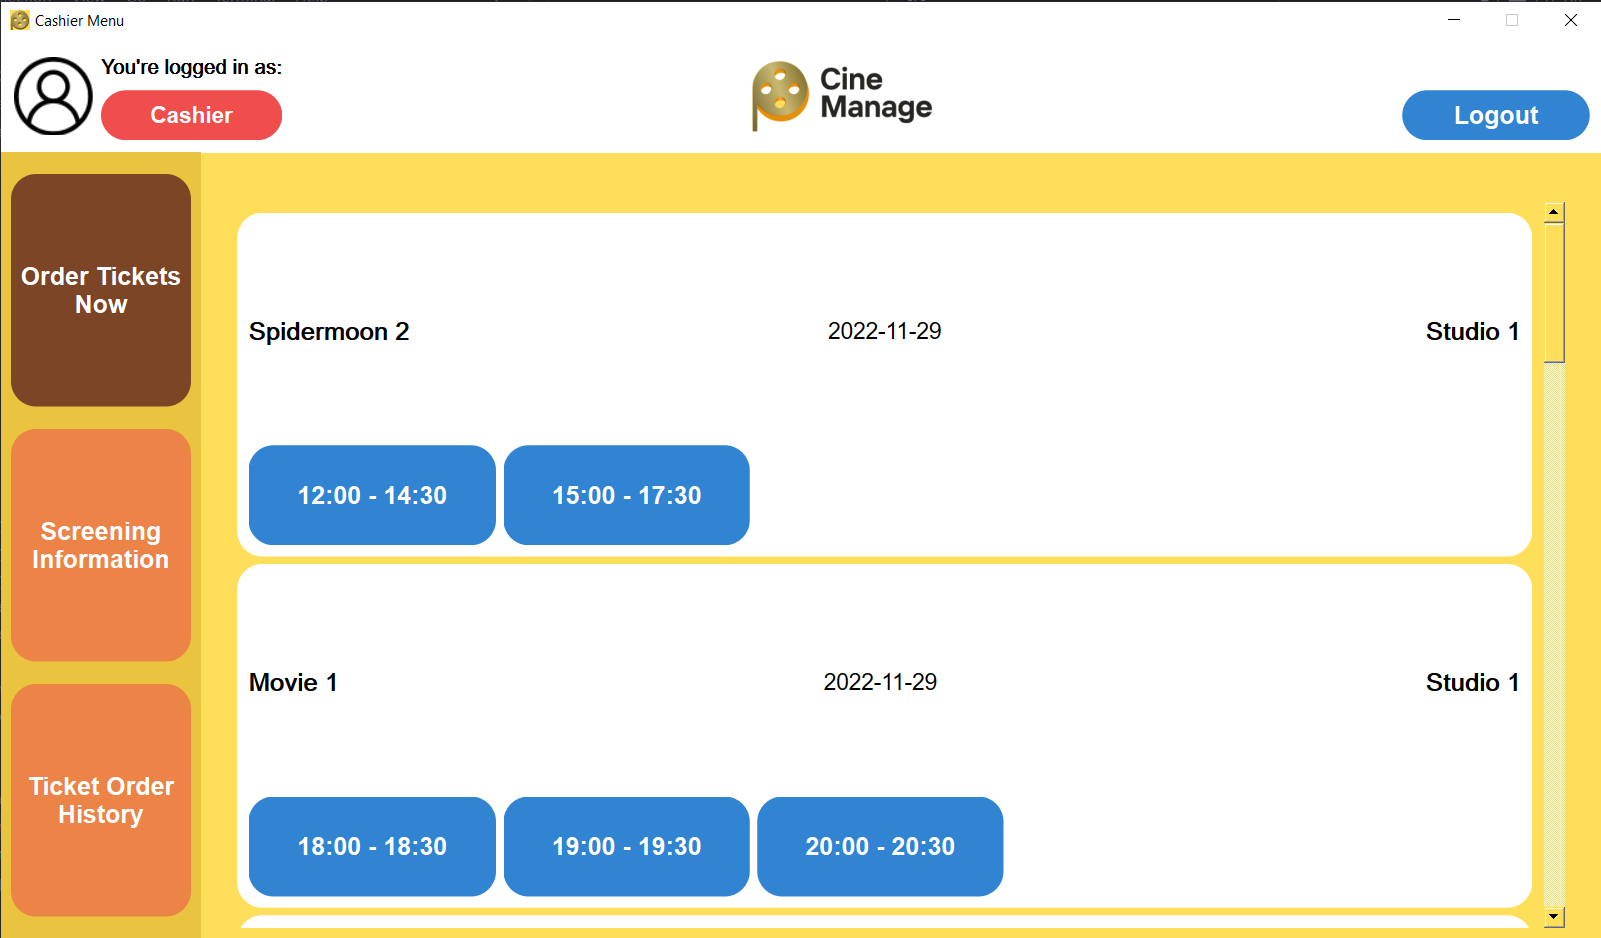 Cashier Menu
You're logged in as:
Cashier
Cine
Manage
Logout
Order Tickets
Now
Screening
Information
Ticket Order
History
Spidermoon 2
2022-11-29
Studio 1
12:00 - 14:30
15:00 - 17:30
Movie 1
2022-11-29
Studio 1
18:00 - 18:30
19:00 - 19:30
20:00 - 20:30